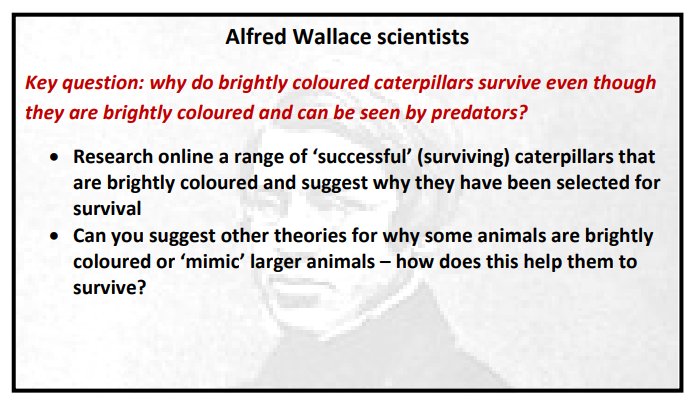 Alfred Wallace scientists
Key question: why do brightly coloured caterpillars survive even though
they are brightly coloured and can be seen by predators?
• Research online a range of ‘successful’ (surviving) caterpillars that
are brightly coloured and suggest why they have been selected for
survival
• Can you suggest other theories for why some animals are brightly
coloured or ‘mimic’ larger animals – how does this help them to
survive?